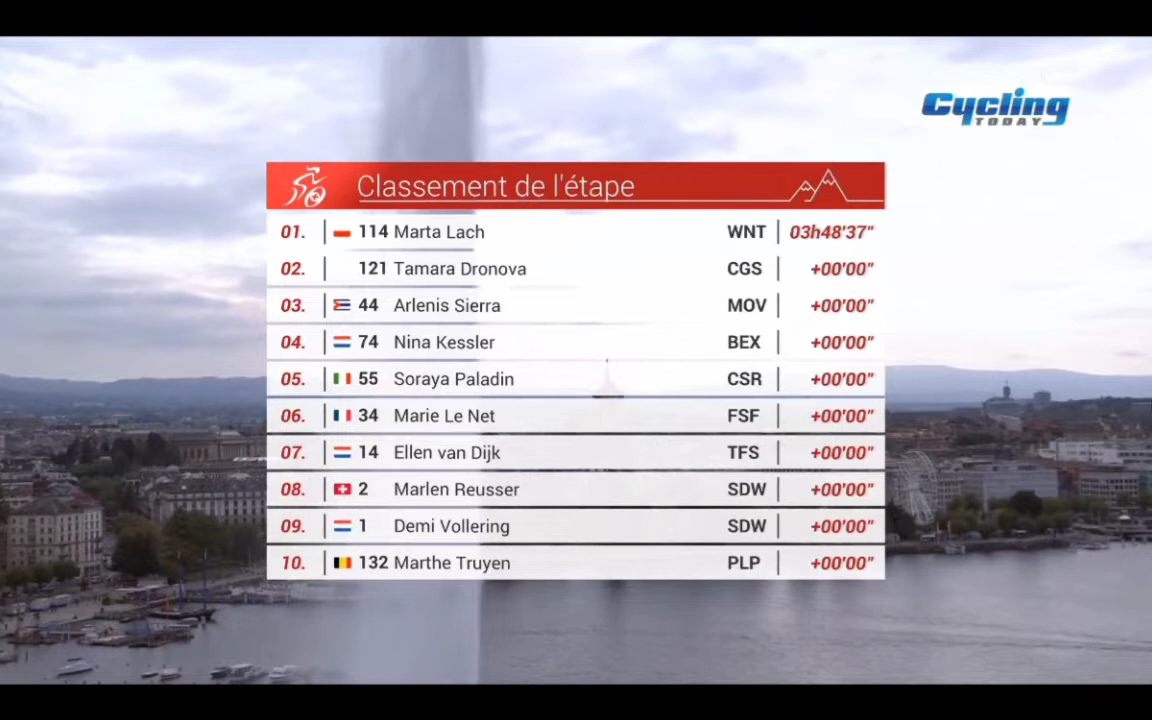 Cycling
TODAY
Classement de l'étape
01. 114 Marta Lach WNT 03h48'37"
02. 121 Tamara Dronova CGS +00'00"
03. 44 Arlenis Sierra MOV +00'00"
04. 74 Nina Kessler BEX +00'00"
05. 55 Soraya Paladin CSR +00'00"
06. 34 Marie Le Net FSF +00'00"
07. 14 Ellen van Dijk TFS +00'00"
08. 2 Marlen Reusser SDW +00'00"
09. 1 Demi Vollering SDW +00'00"
10. 132 Marthe Truyen PLP +00'00"